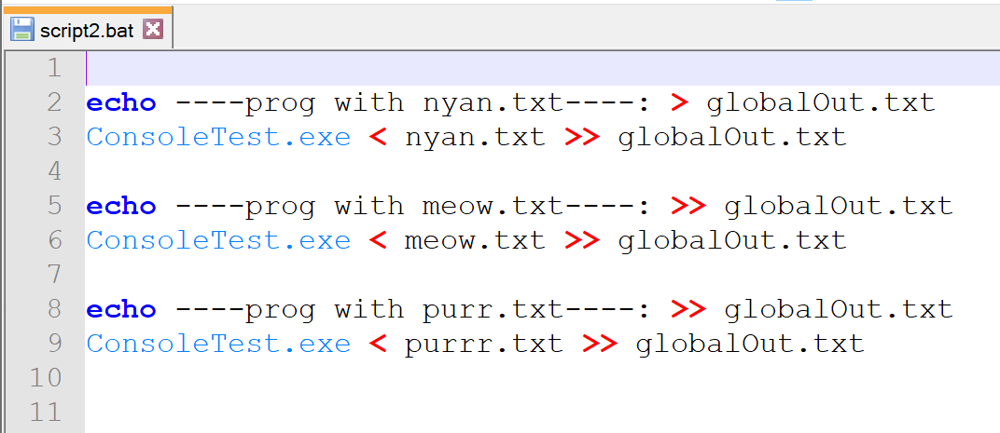 script2.bat
1
2 echo ----prog with nyan.txt----: > globalOut.txt
3 ConsoleTest.exe < nyan.txt >> globalOut.txt
4
5 echo ----prog with meow.txt----: >> globalOut.txt
6 ConsoleTest.exe < meow.txt >> globalOut.txt
7
8 echo ----prog with purr.txt----: >> globalOut.txt
9 ConsoleTest.exe < purrr.txt >> globalOut.txt
10
11